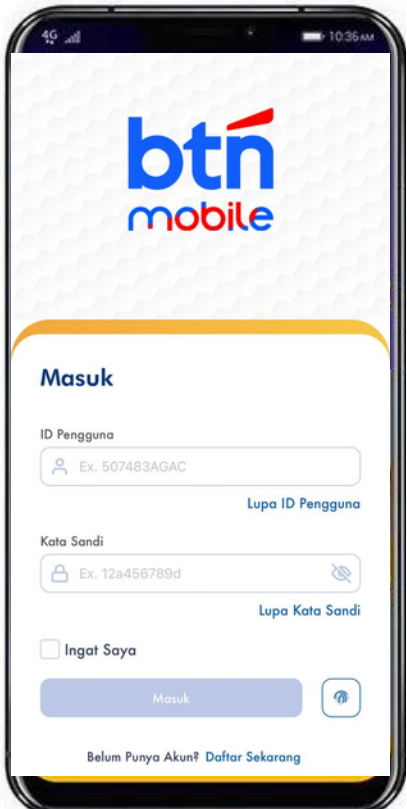 4G 10:36 AM
btn
mobile
Masuk
ID Pengguna
Ex. 507483AGAC
Lupa ID Pengguna
Kata Sandi
Ex. 12a456789d
Lupa Kata Sandi
Ingat Saya
Masuk
Belum Punya Akun? Daftar Sekarang